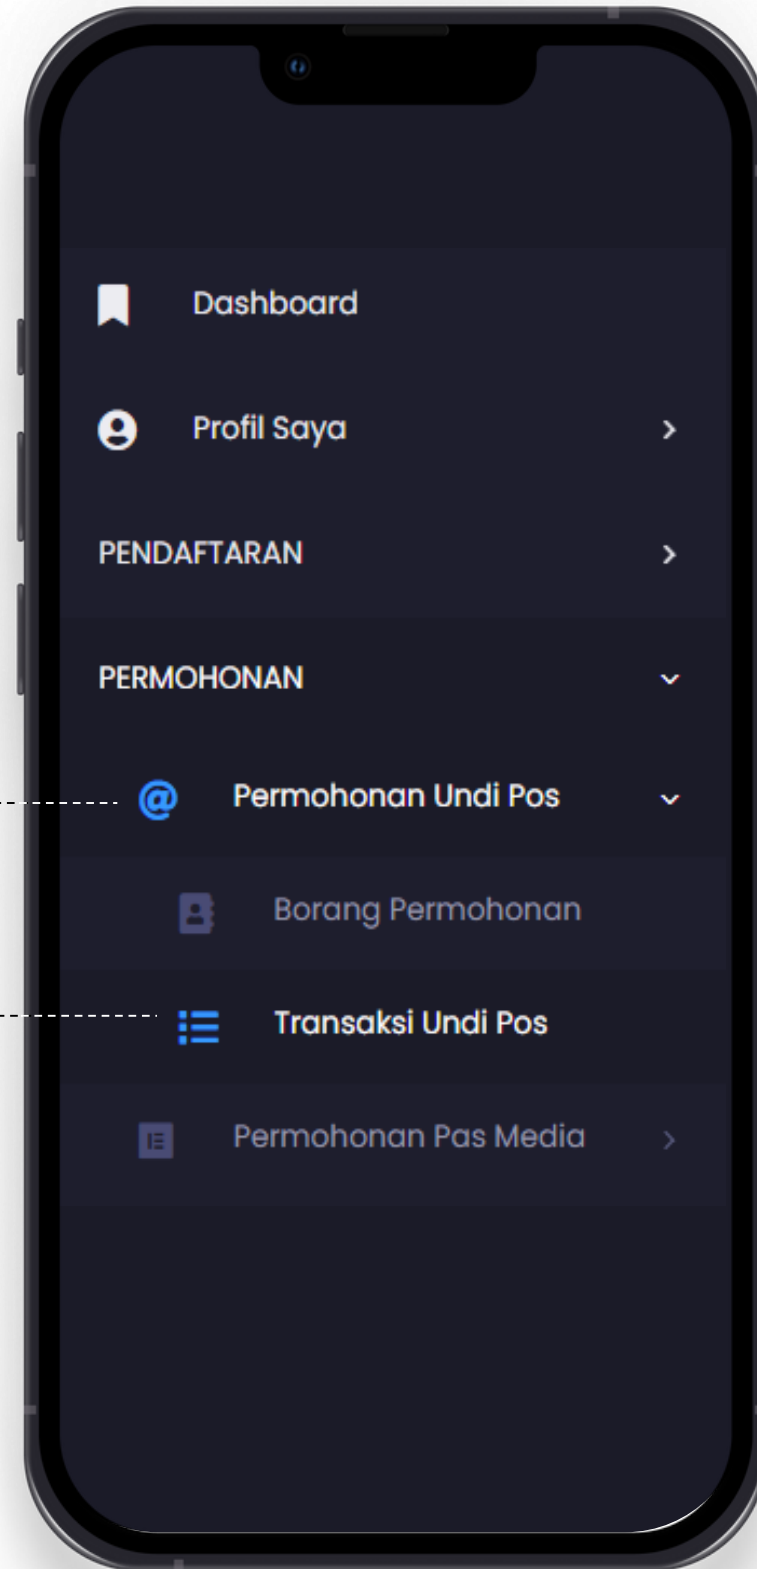 Dashboard
Profil Saya
PENDAFTARAN
PERMOHONAN
Permohonan Undi Pos
Borang Permohonan
Transaksi Undi Pos
Permohonan Pas Media